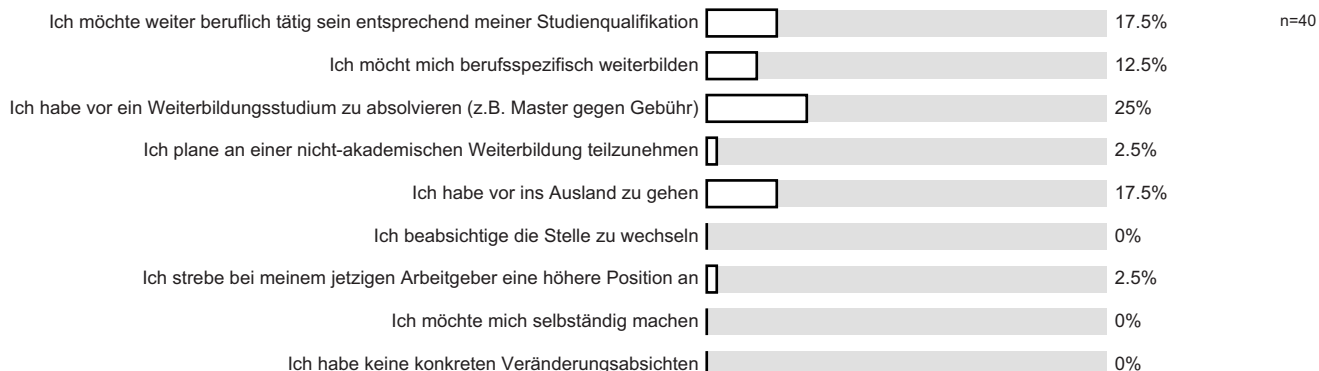 Ich möchte weiter beruflich tätig sein entsprechend meiner Studienqualifikation 17.5% n=40
Ich möcht mich berufsspezifisch weiterbilden 12.5%
Ich habe vor ein Weiterbildungsstudium zu absolvieren (z.B. Master gegen Gebühr) 25%
Ich plane an einer nicht-akademischen Weiterbildung teilzunehmen 2.5%
Ich habe vor ins Ausland zu gehen 17.5%
Ich beabsichtige die Stelle zu wechseln 0%
Ich strebe bei meinem jetzigen Arbeitgeber eine höhere Position an 2.5%
Ich möchte mich selbständig machen 0%
Ich habe keine konkreten Veränderungsabsichten 0%